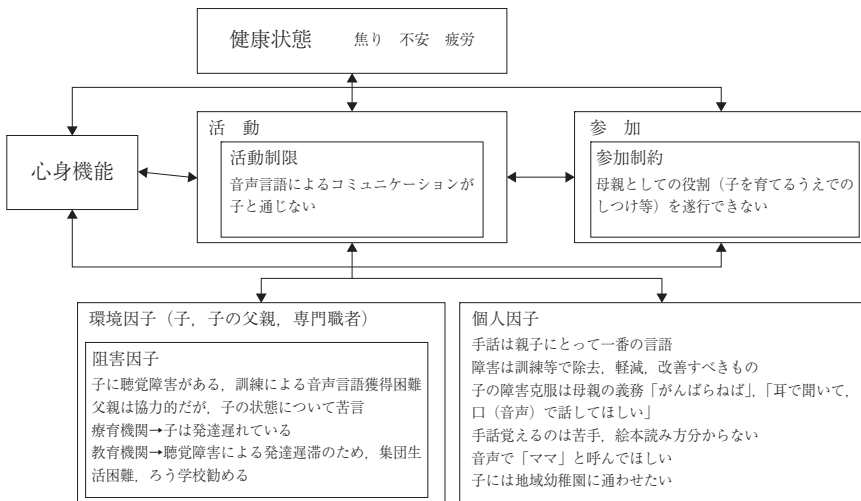 健康状態　焦り　不安　疲労
活　動
参　加
心身機能
活動制限
音声言語によるコミュニケーションが
子と通じない
参加制約
母親としての役割（子を育てるうえでの
しつけ等）を遂行できない
環境因子（子，子の父親，専門職者）
阻害因子
子に聴覚障害がある，訓練による音声言語獲得困難
父親は協力的だが，子の状態について苦言
療育機関→子は発達遅れている
教育機関→聴覚障害による発達遅滞のため，集団生
活困難，ろう学校勧める
個人因子
手話は親子にとって一番の言語
障害は訓練等で除去，軽減，改善すべきもの
子の障害克服は母親の義務「がんばらねば」，「耳で聞いて，
口（音声）で話してほしい」
手話覚えるのは苦手，絵本読み方分からない
音声で「ママ」と呼んでほしい
子には地域幼稚園に通わせたい